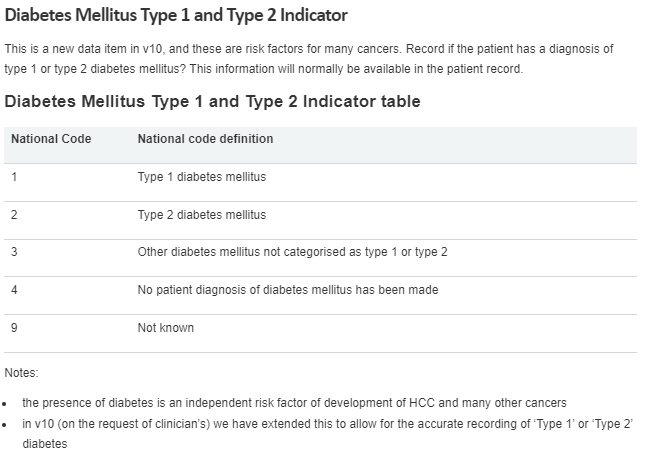 Diabetes Mellitus Type 1 and Type 2 Indicator
This is a new data item in v10, and these are risk factors for many cancers. Record if the patient has a diagnosis of
type 1 or type 2 diabetes mellitus? This information will normally be available in the patient record.
Diabetes Mellitus Type 1 and Type 2 Indicator table
National Code National code definition
1 Type 1 diabetes mellitus
2 Type 2 diabetes mellitus
3 Other diabetes mellitus not categorised as type 1 or type 2
4 No patient diagnosis of diabetes mellitus has been made
9 Not known
Notes:
• the presence of diabetes is an independent risk factor of development of HCC and many other cancers
• in v10 (on the request of clinician’s) we have extended this to allow for the accurate recording of ‘Type 1’ or ‘Type 2’
diabetes